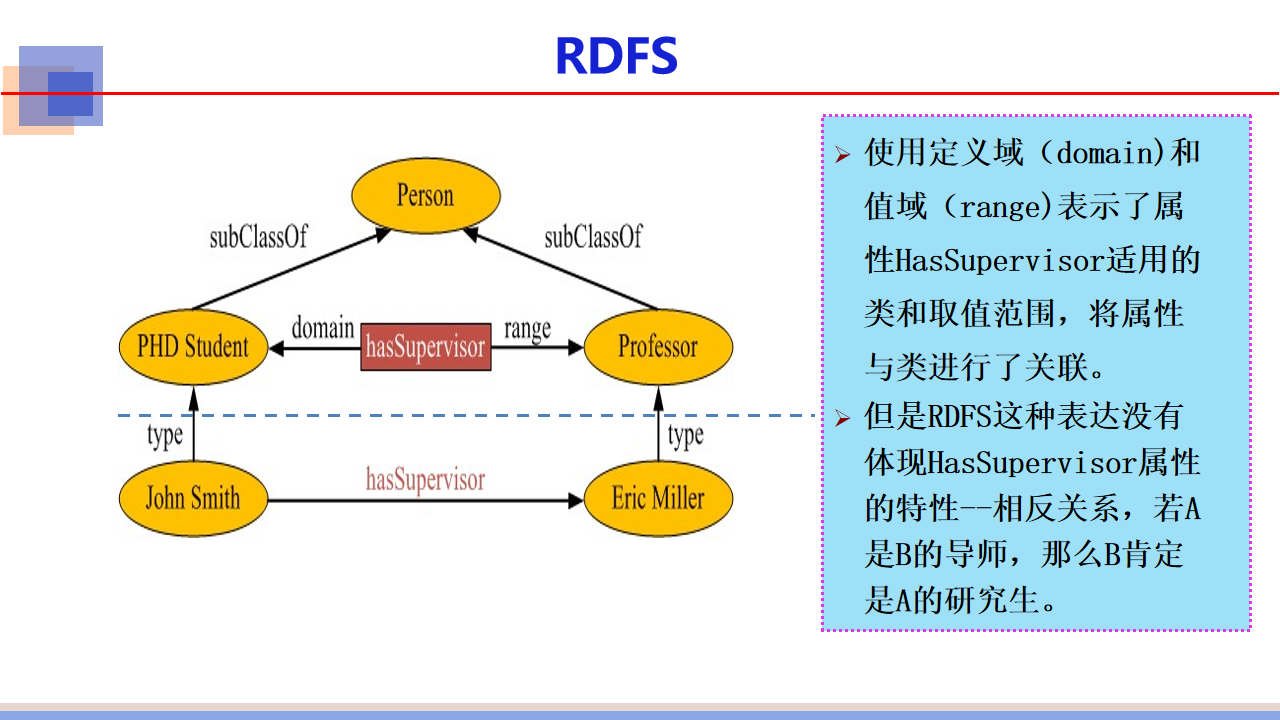 RDFS
Person
subClassOf
subClassOf
PHD Student
domain
hasSupervisor
range
Professor
type
type
John Smith
hasSupervisor
Eric Miller
使用定义域（domain)和
值域（range)表示了属
性HasSupervisor适用的
类和取值范围，将属性
与类进行了关联。
但是RDFS这种表达没有
体现HasSupervisor属性
的特性--相反关系，若A
是B的导师，那么B肯定
是A的研究生。